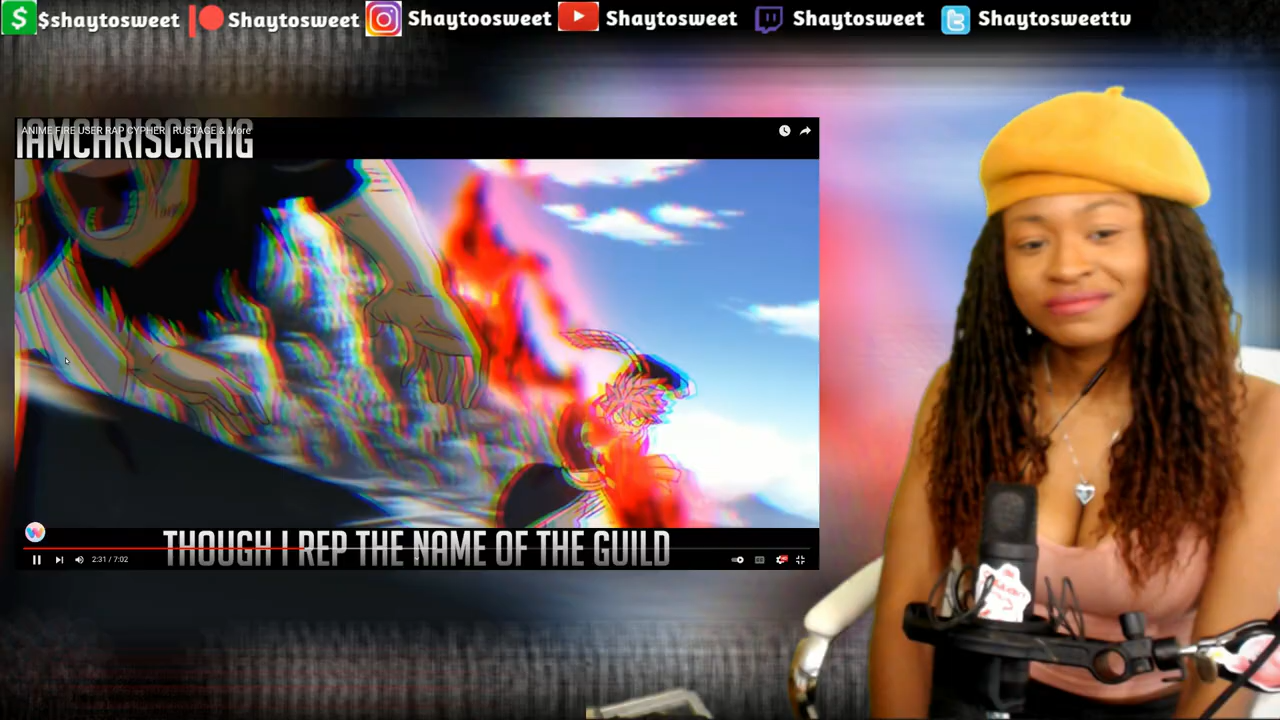 $shaytosweet Shaytosweet Shaytoosweet Shaytosweet Shaytosweet Shaytosweettv
ANIME FIRE USER RAP CYPHER | RUSTAGE & More
IAMCHRISCRAIG
THOUGH I REP THE NAME OF THE GUILD
2:31 / 7:02